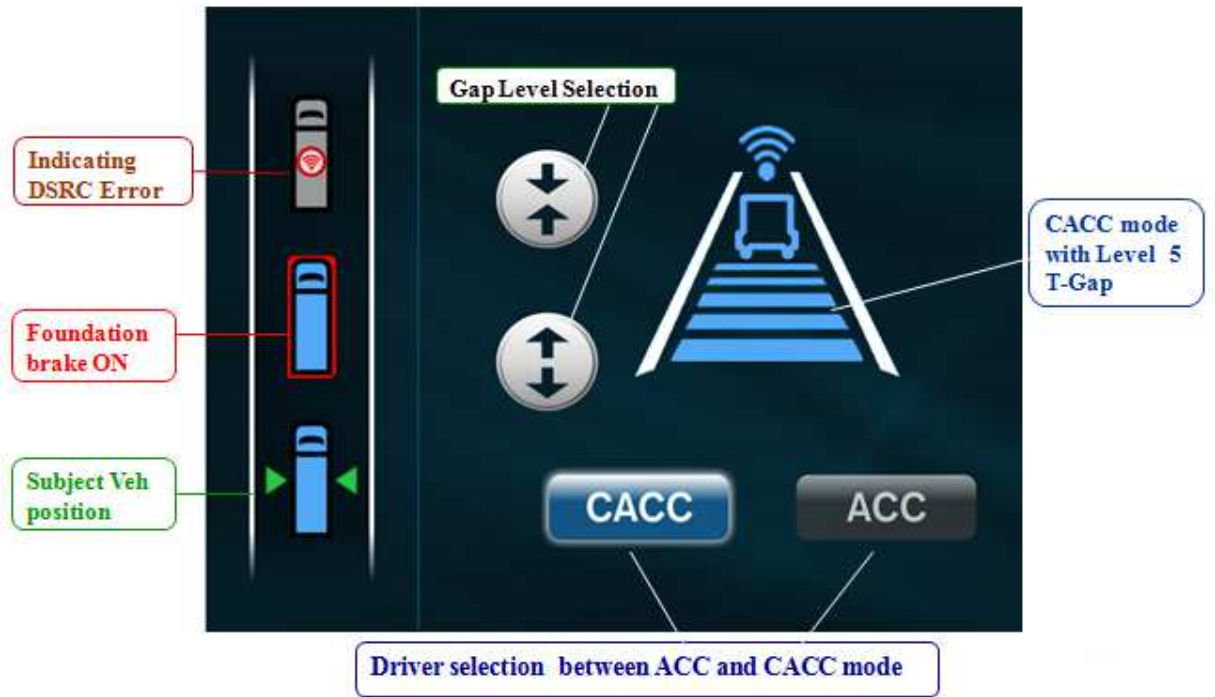 Gap Level Selection
Indicating
DSRC Error
CACC mode
with Level 5
T-Gap
Foundation
brake ON
Subject Veh
position
CACC
ACC
Driver selection between ACC and CACC mode